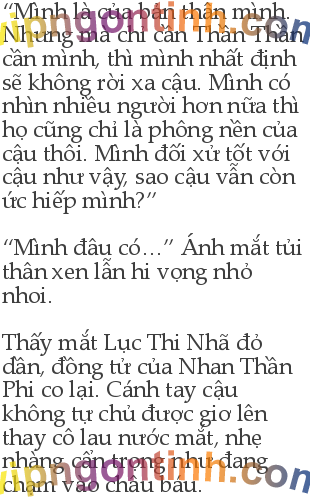 “Mình là của bản thân mình.
Nhưng mà chỉ cần Thần Thần
cần mình, thì mình nhất định
sẽ không rời xa cậu. Mình có
nhìn nhiều người hơn nữa thì
họ cũng chỉ là phông nền của
cậu thôi. Mình đối xử tốt với
cậu như vậy, sao cậu vẫn còn
ức hiếp mình?”
“Mình đâu có…” Ánh mắt tủi
thân xen lẫn hi vọng nhỏ
nhoi.
Thấy mắt Lục Thi Nhã đỏ
dần, đồng tử của Nhan Thần
Phi co lại. Cánh tay cậu
không tự chủ được giơ lên
thay cô lau nước mắt, nhẹ
nhàng cẩn trọng như đang
chạm vào châu báu.